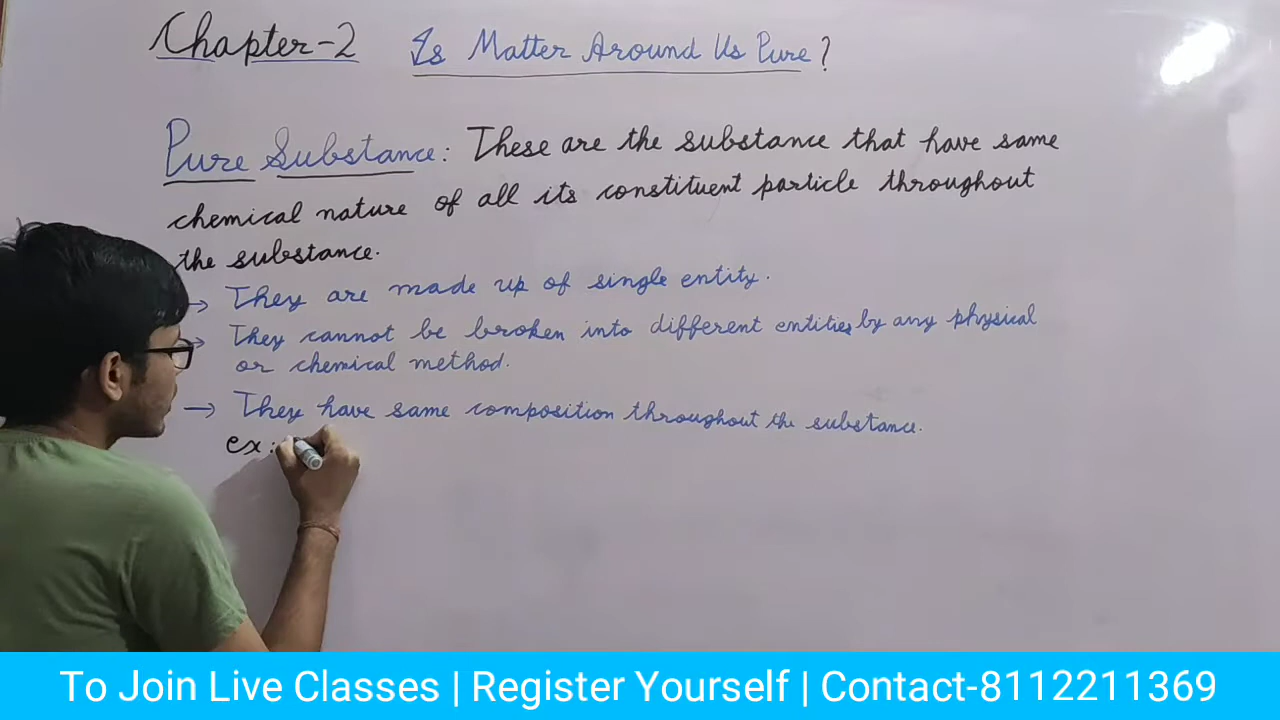 Chapter-2 Is Matter Around Us Pure?
Pure Substance: These are the substance that have same
chemical nature of all its constituent particle throughout
the substance.
→ They are made up of single entity.
→ They cannot be broken into different entities by any physical
or chemical method.
→ They have same composition throughout the substance.
ex:
To Join Live Classes | Register Yourself | Contact-8112211369